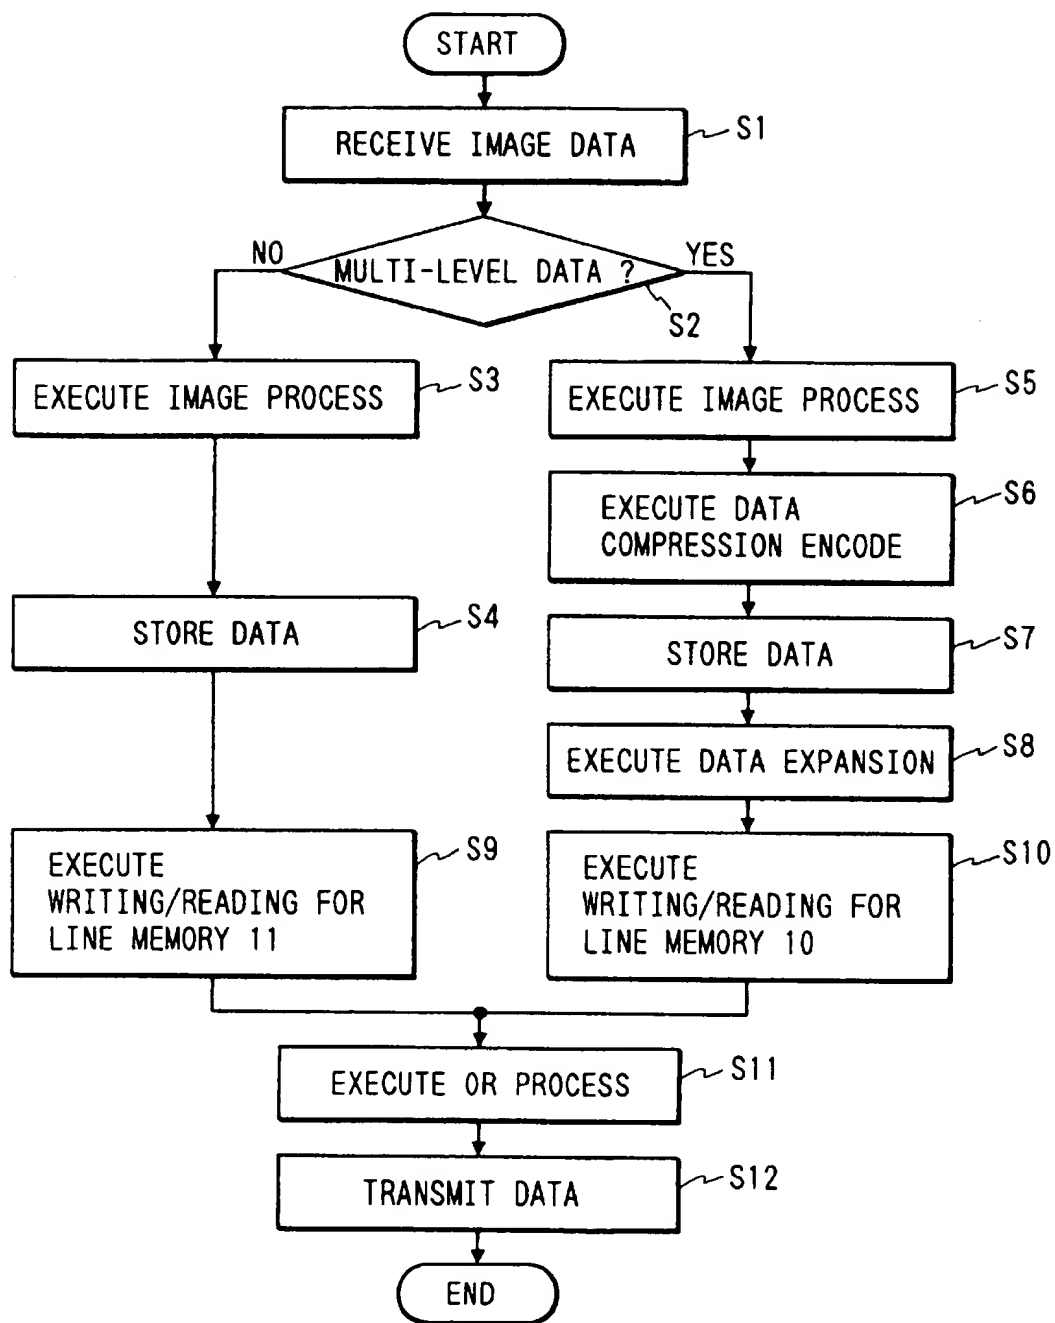 START
RECEIVE IMAGE DATA
S1
NO
MULTI-LEVEL DATA ?
YES
S2
EXECUTE IMAGE PROCESS
S3
STORE DATA
S4
EXECUTE
WRITING/READING FOR
LINE MEMORY 11
S9
EXECUTE IMAGE PROCESS
S5
EXECUTE DATA
COMPRESSION ENCODE
S6
STORE DATA
S7
EXECUTE DATA EXPANSION
S8
EXECUTE
WRITING/READING FOR
LINE MEMORY 10
S10
EXECUTE OR PROCESS
S11
TRANSMIT DATA
S12
END